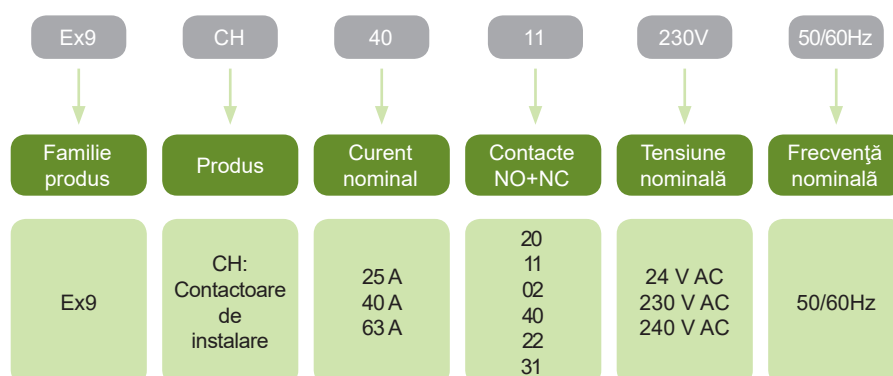 Ex9 CH 40 11 230V 50/60Hz
Familie
produs
Produs
Curent
nominal
Contacte
NO+NC
Tensiune
nominală
Frecvenţă
nominalã
Ex9
CH:
Contactoare
de
instalare
25 A
40 A
63 A
20
11
02
40
22
31
24 V AC
230 V AC
240 V AC
50/60Hz